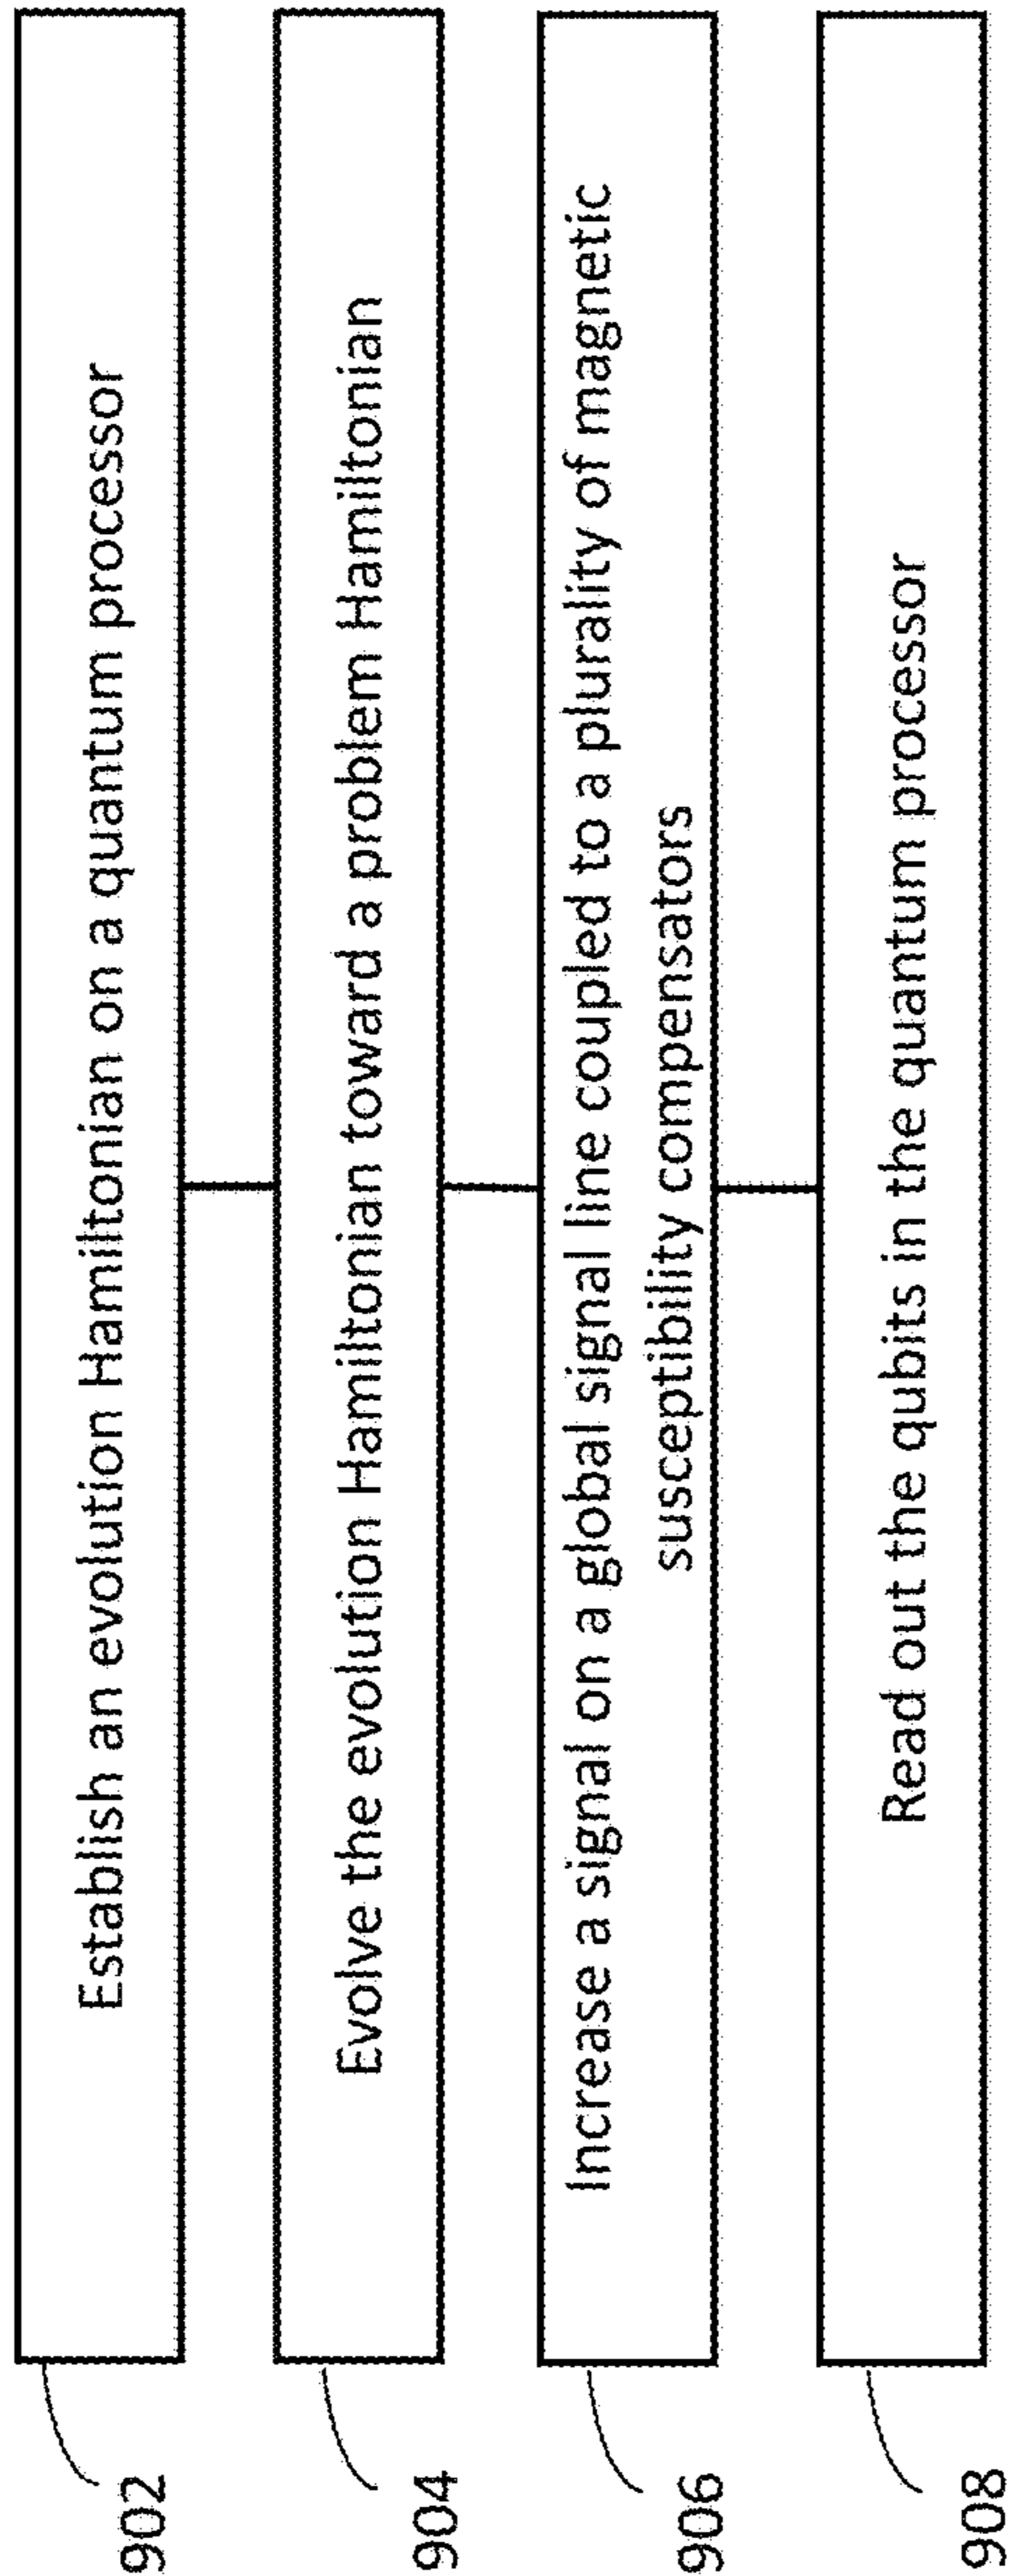 902
Establish an evolution Hamiltonian on a quantum processor
904
Evolve the evolution Hamiltonian toward a problem Hamiltonian
906
Increase a signal on a global signal line coupled to a plurality of magnetic
susceptibility compensators
908
Read out the qubits in the quantum processor